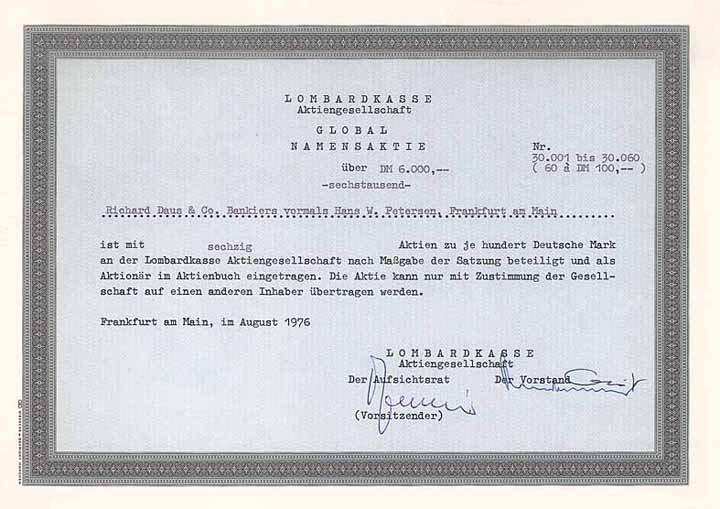 LOMBARDKASSE
Aktiengesellschaft
GLOBAL
NAMENSAKTIE
über DM 6.000,--
-sechstausend-
Nr.
30.001 bis 30.060
( 60 à DM 100,-- )
Richard Daus & Co. Bankiers vormals Hans W. Petersen, Frankfurt am Main
ist mit sechzig Aktien zu je hundert Deutsche Mark
an der Lombardkasse Aktiengesellschaft nach Maßgabe der Satzung beteiligt und als
Aktionär im Aktienbuch eingetragen. Die Aktie kann nur mit Zustimmung der Gesell-
schaft auf einen anderen Inhaber übertragen werden.
Frankfurt am Main, im August 1976
LOMBARDKASSE
Aktiengesellschaft
Der Aufsichtsrat Der Vorstand
(Vorsitzender)